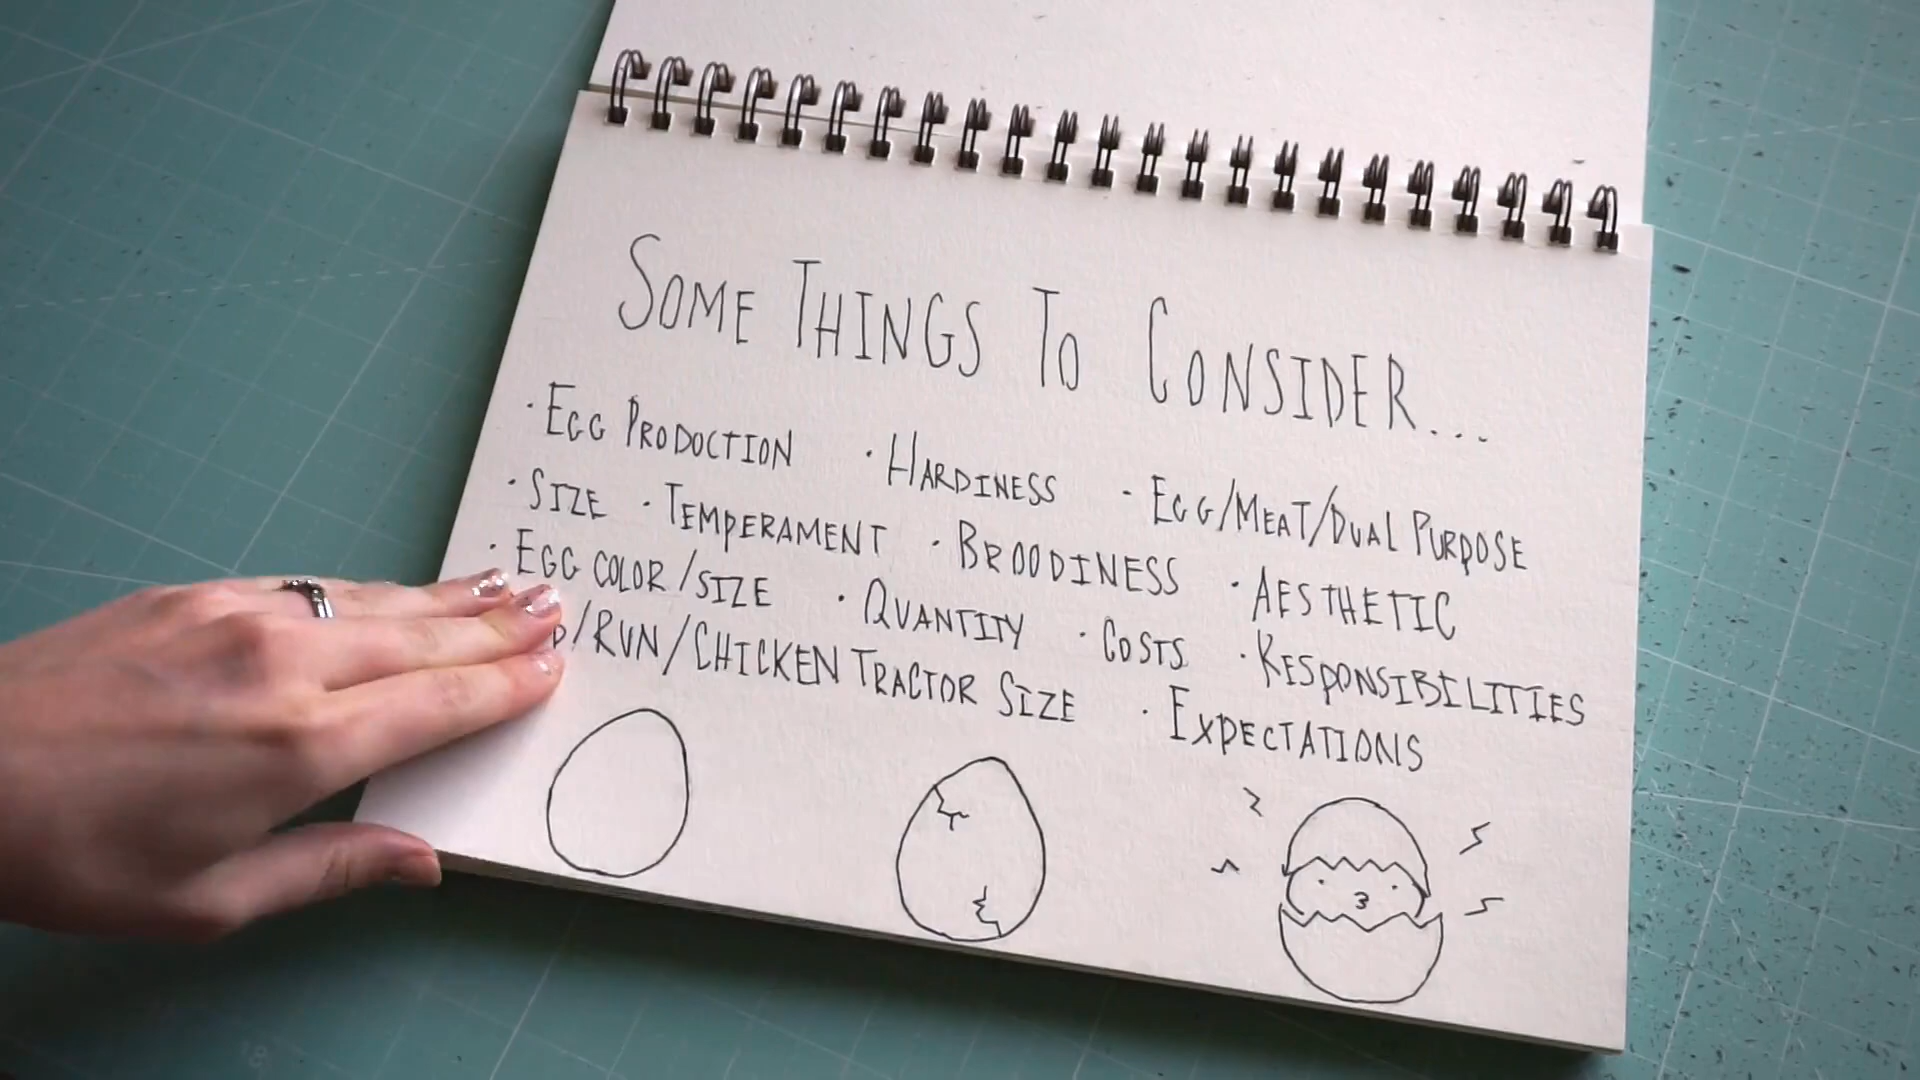 Some Things To Consider...
· Egg Production · Hardiness · Egg/Meat/Dual Purpose
· Size · Temperament · Broodiness · Aesthetic
· Egg color/size · Quantity · Costs · Responsibilities
/Run/Chicken Tractor Size · Expectations